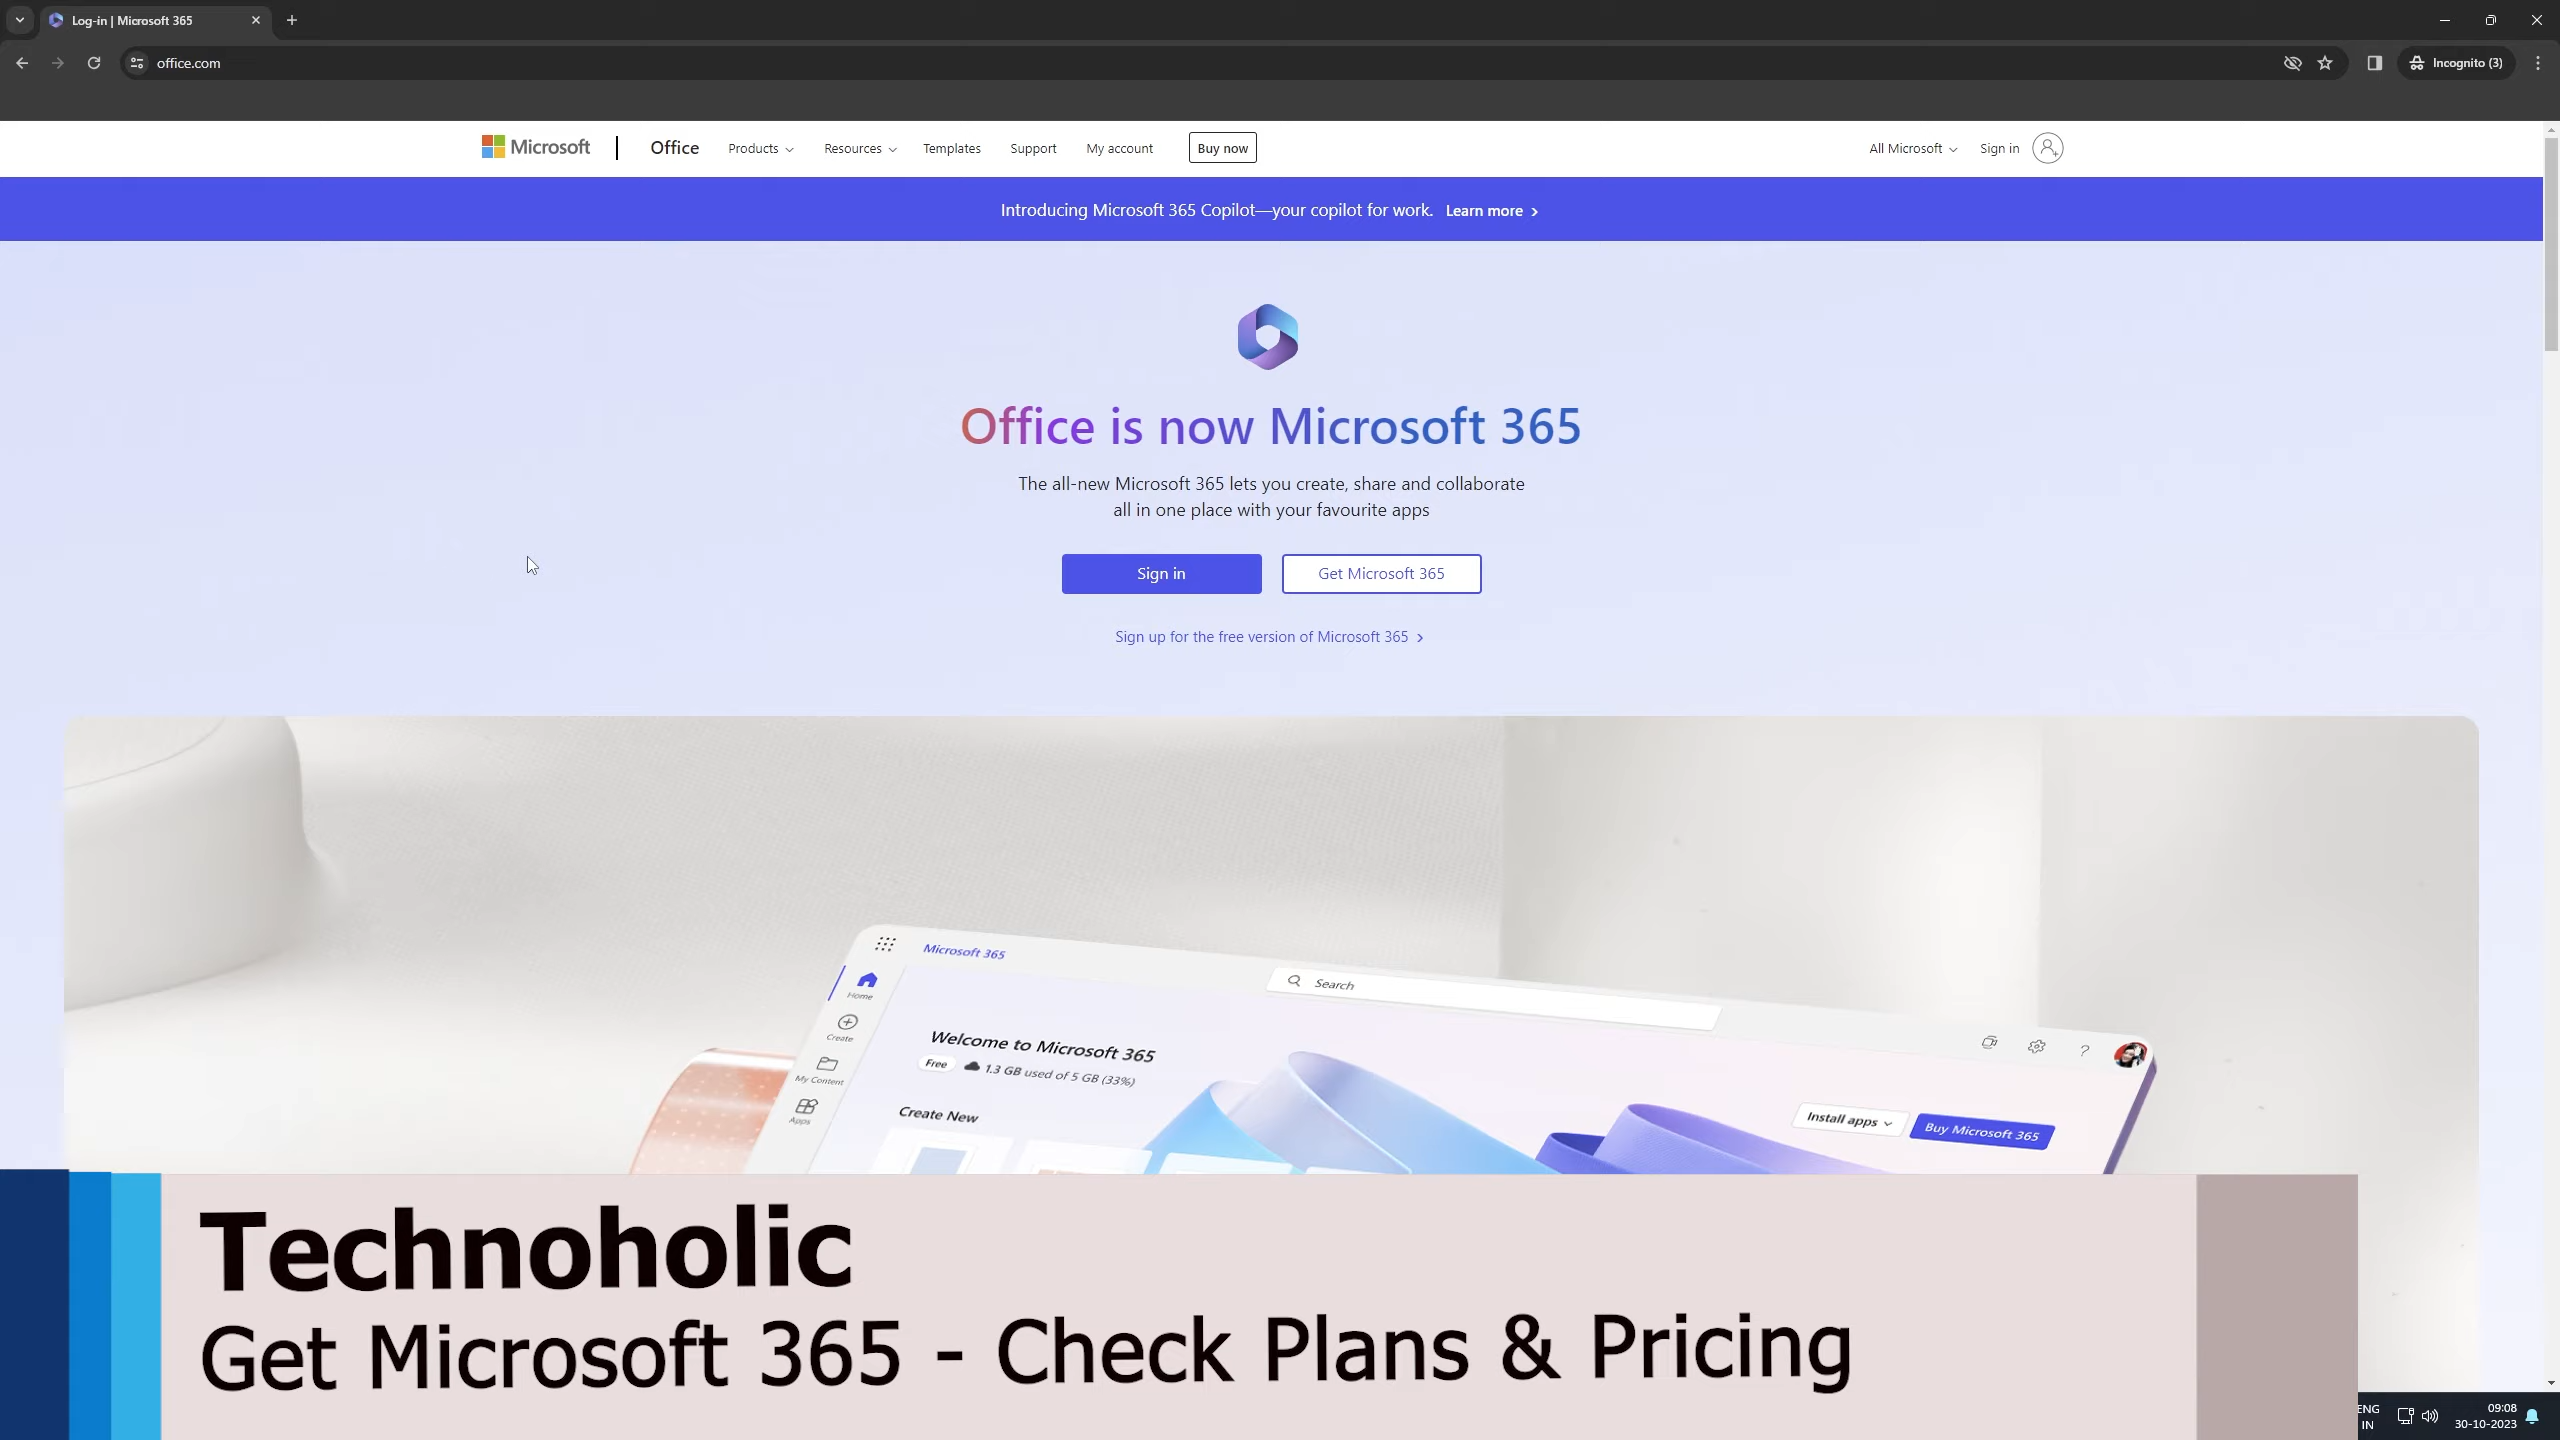 Log-in | Microsoft 365
office.com
Incognito (3)
Microsoft
Office
Products
Resources
Templates
Support
My account
Buy now
All Microsoft
Sign in
Introducing Microsoft 365 Copilot—your copilot for work. Learn more
Office is now Microsoft 365
The all-new Microsoft 365 lets you create, share and collaborate
all in one place with your favourite apps
Sign in
Get Microsoft 365
Sign up for the free version of Microsoft 365
Microsoft 365
Search
Home
Create
My Content
Apps
Welcome to Microsoft 365
Free 1.3 GB used of 5 GB (33%)
Create New
Install apps
Buy Microsoft 365
Technoholic
Get Microsoft 365 - Check Plans & Pricing
ENG
IN
09:08
30-10-2023